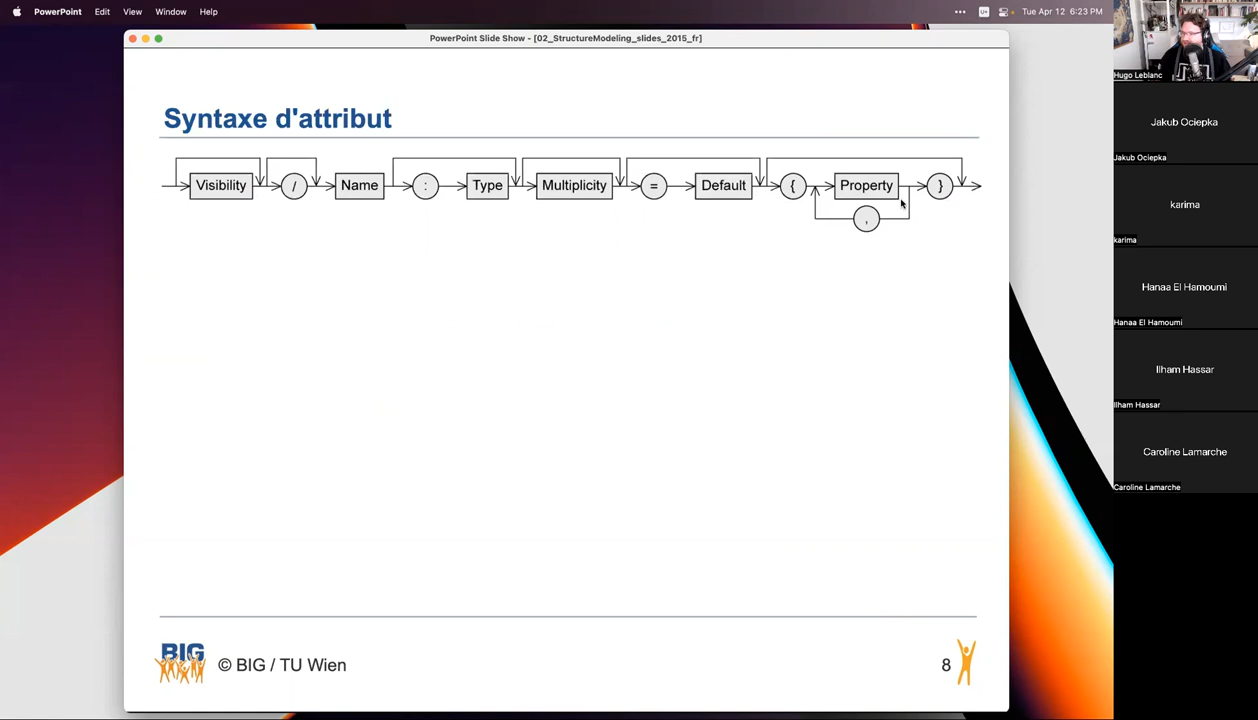 PowerPoint Edit View Window Help
Tue Apr 12 6:23 PM
PowerPoint Slide Show - [02_StructureModeling_slides_2015_fr]
Syntaxe d'attribut
Visibility / Name : Type Multiplicity = Default { Property }
,
BIG
© BIG / TU Wien
8
Hugo Leblanc
Jakub Ociepka
Jakub Ociepka
karima
karima
Hanaa El Hamoumi
Hanaa El Hamoumi
Ilham Hassar
Ilham Hassar
Caroline Lamarche
Caroline Lamarche